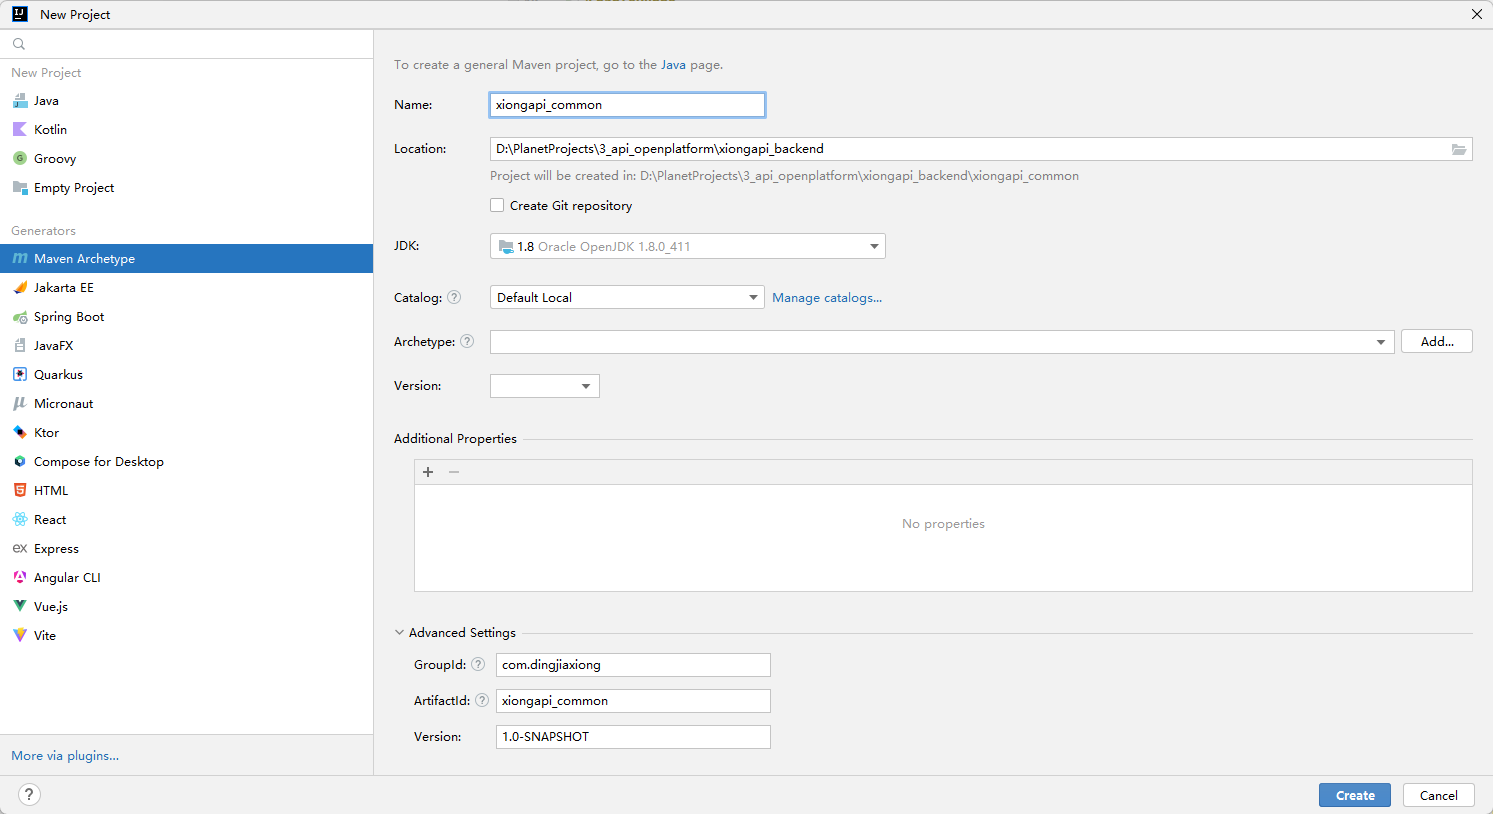 New Project
New Project
Java
Kotlin
Groovy
Empty Project
Generators
Maven Archetype
Jakarta EE
Spring Boot
JavaFX
Quarkus
Micronaut
Ktor
Compose for Desktop
HTML
React
Express
Angular CLI
Vue.js
Vite
More via plugins...
To create a general Maven project, go to the Java page.
Name: xiongapi_common
Location: D:\PlanetProjects\3_api_openplatform\xiongapi_backend
Project will be created in: D:\PlanetProjects\3_api_openplatform\xiongapi_backend\xiongapi_common
Create Git repository
JDK: 1.8 Oracle OpenJDK 1.8.0_411
Catalog: ? Default Local Manage catalogs...
Archetype: ? Add...
Version:
Additional Properties
No properties
Advanced Settings
GroupId: ? com.dingjiaxiong
ArtifactId: ? xiongapi_common
Version: 1.0-SNAPSHOT
? Create Cancel